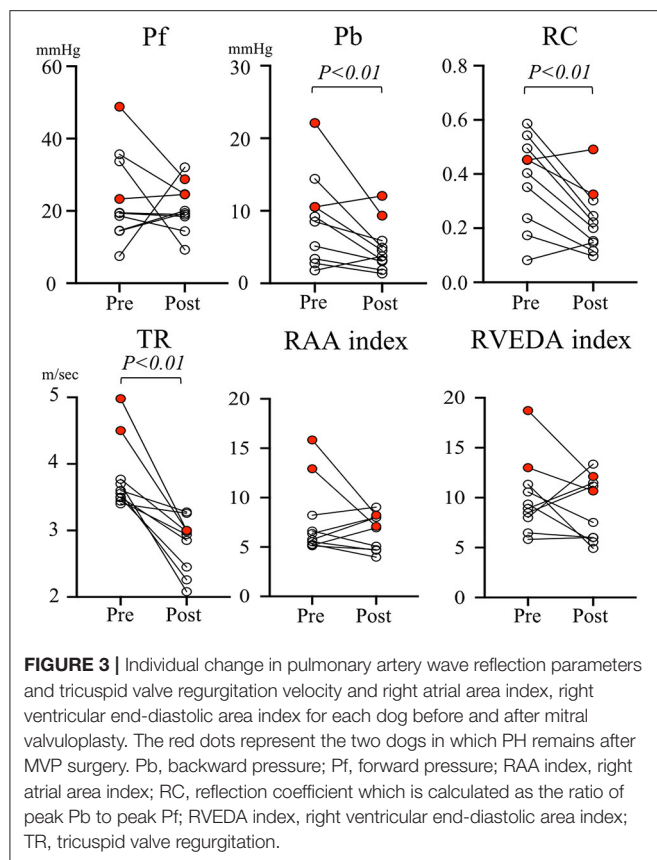 Pf
Pb
RC
mmHg
mmHg
P<0.01
P<0.01
60
40
20
0
30
20
10
0
0.8
0.6
0.4
0.2
0.0
Pre Post
Pre Post
Pre Post
TR
RAA index
RVEDA index
P<0.01
m/sec
5
4
3
2
20
15
10
5
0
20
15
10
5
0
Pre Post
Pre Post
Pre Post
FIGURE 3 | Individual change in pulmonary artery wave reflection parameters
and tricuspid valve regurgitation velocity and right atrial area index, right
ventricular end-diastolic area index for each dog before and after mitral
valvuloplasty. The red dots represent the two dogs in which PH remains after
MVP surgery. Pb, backward pressure; Pf, forward pressure; RAA index, right
atrial area index; RC, reflection coefficient which is calculated as the ratio of
peak Pb to peak Pf; RVEDA index, right ventricular end-diastolic area index;
TR, tricuspid valve regurgitation.